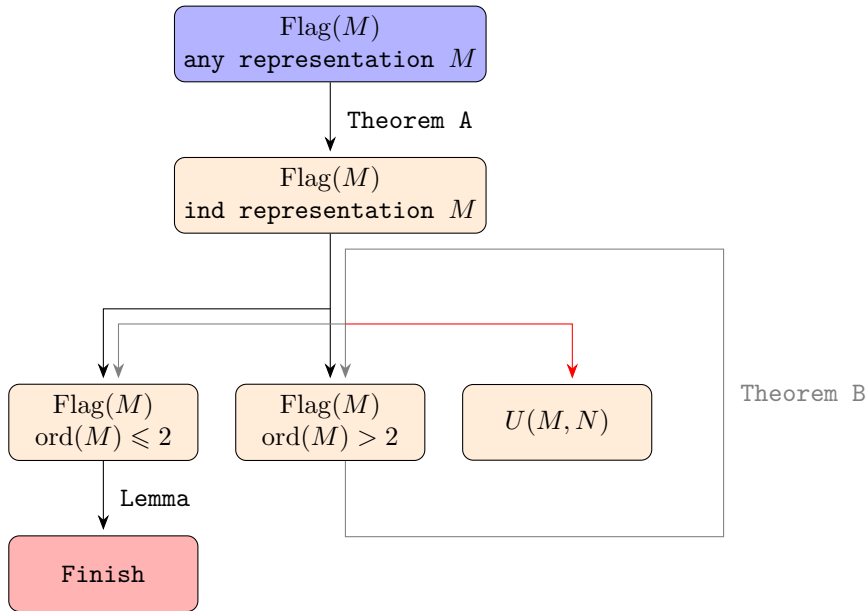 Flag(M)
any representation M
Theorem A
Flag(M)
ind representation M
Theorem B
Flag(M)
ord(M) ⩽ 2
Flag(M)
ord(M) > 2
U(M, N)
Lemma
Finish